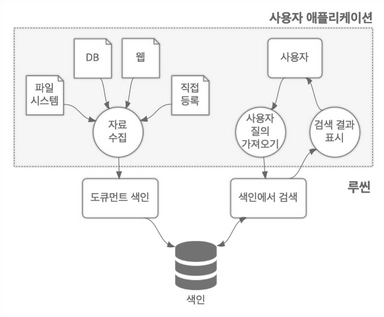 사용자 애플리케이션
DB
웹
사용자
파일
시스템
직접
등록
자료
수집
사용자
질의
가져오기
검색 결과
표시
루씬
도큐먼트 색인
색인에서 검색
색인